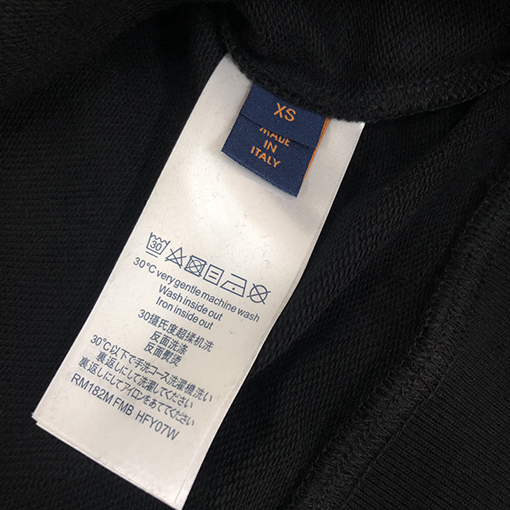 XS
MADE
IN
ITALY
30
30°C very gentle machine wash
Wash inside out
Iron inside out
30摄氏度超柔机洗
反面洗涤
反面熨烫
30℃以下で手洗コース洗濯機洗い
裏返しにして洗濯してください
裏返しにしてアイロンをあててください
RM182M FMB HFY07W